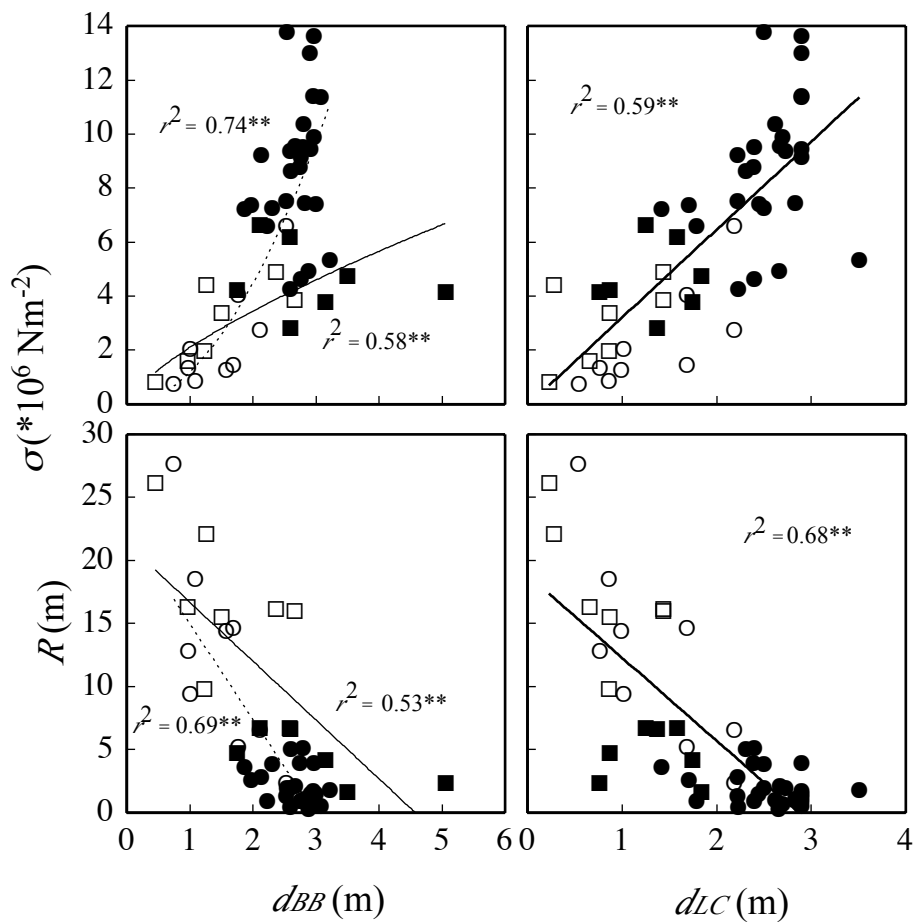 14
12
10
8
6
4
2
0
σ(*10⁶ Nm⁻²)
r² = 0.74**
r² = 0.58**
r² = 0.59**
30
25
20
15
10
5
0
R (m)
r² = 0.69**
r² = 0.53**
r² = 0.68**
0 1 2 3 4 5 6
0 1 2 3 4
dBB (m)
dLC (m)